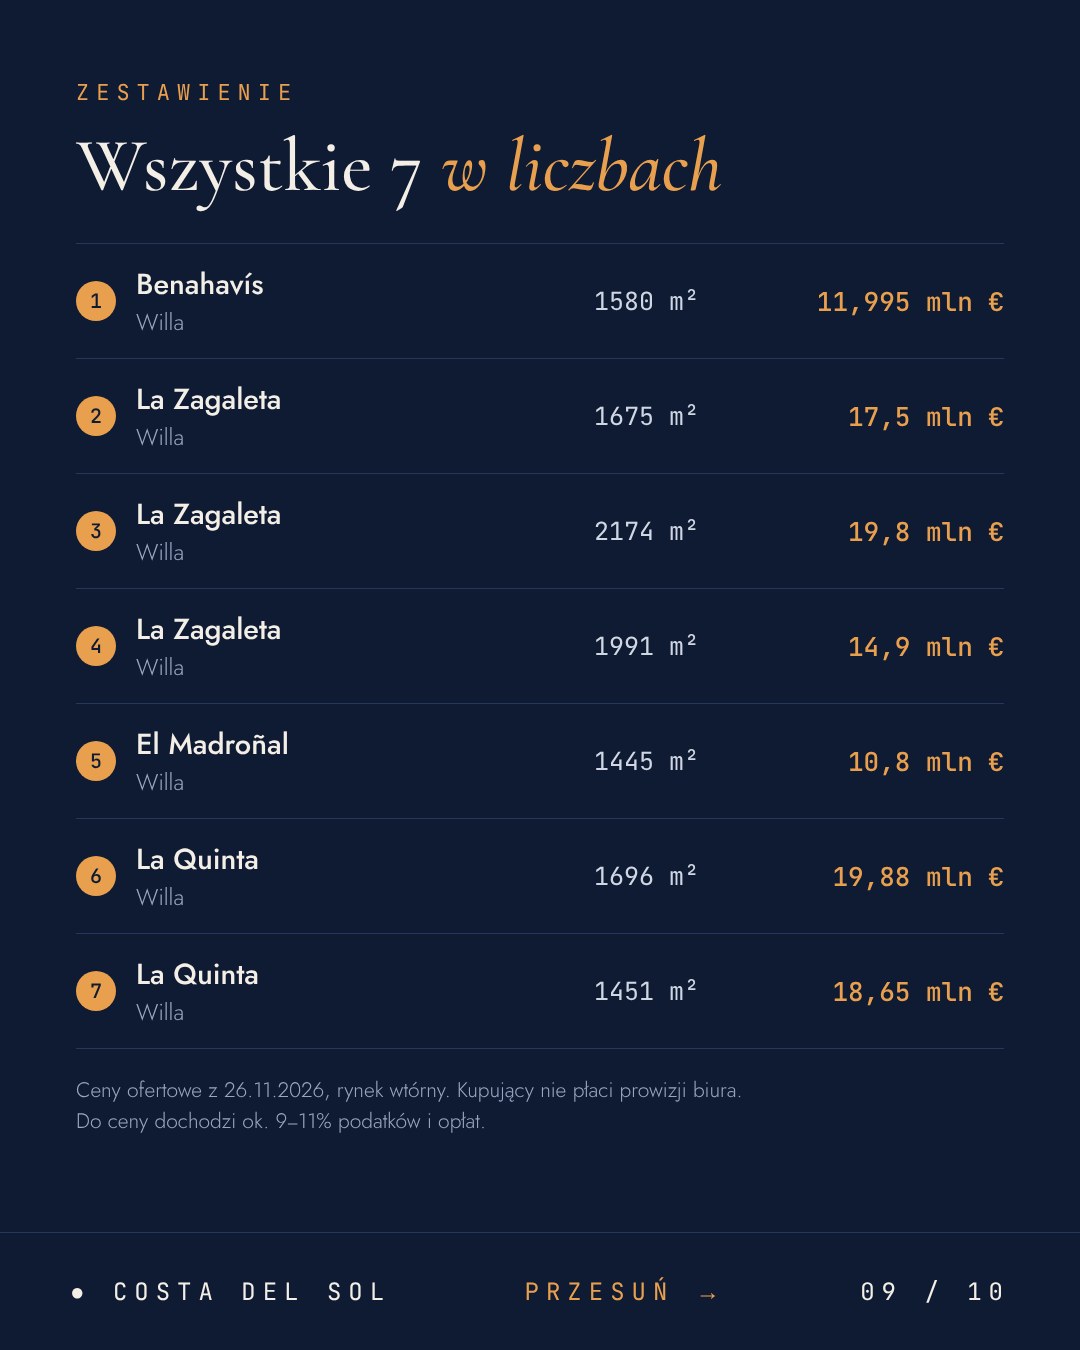 ZESTAWIENIE
Wszystkie 7 w liczbach
1 Benahavís 1580 m² 11,995 mln €
Willa
2 La Zagaleta 1675 m² 17,5 mln €
Willa
3 La Zagaleta 2174 m² 19,8 mln €
Willa
4 La Zagaleta 1991 m² 14,9 mln €
Willa
5 El Madroñal 1445 m² 10,8 mln €
Willa
6 La Quinta 1696 m² 19,88 mln €
Willa
7 La Quinta 1451 m² 18,65 mln €
Willa
Ceny ofertowe z 26.11.2026, rynek wtórny. Kupujący nie płaci prowizji biura.
Do ceny dochodzi ok. 9–11% podatków i opłat.
• COSTA DEL SOL PRZESUŃ → 09 / 10